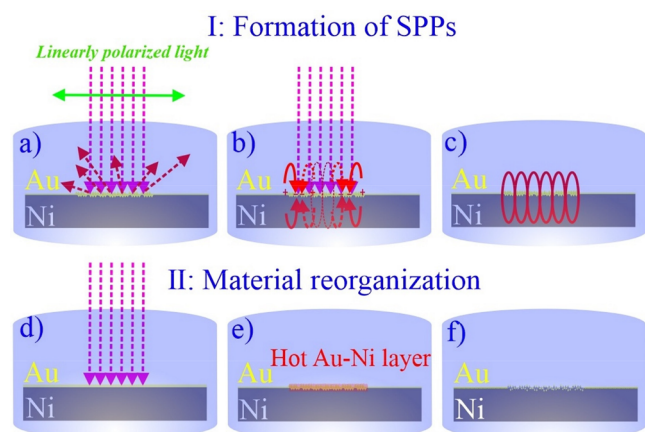 I: Formation of SPPs
Linearly polarized light
a)
b)
c)
Au
Ni
Au
Ni
Au
Ni
II: Material reorganization
d)
e)
f)
Hot Au-Ni layer
Au
Ni
Au
Ni
Au
Ni